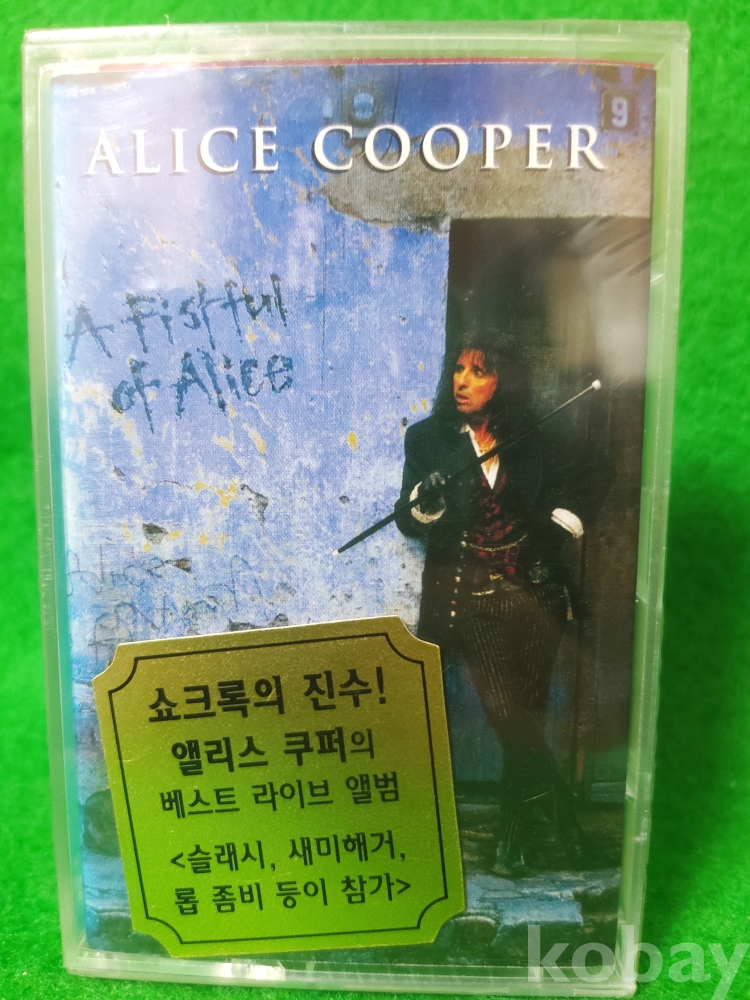 9
ALICE COOPER
A Fistful
of Alice
쇼크록의 진수!
앨리스 쿠퍼의
베스트 라이브 앨범
<슬래시, 새미해거,
롭 좀비 등이 참가>
kobay